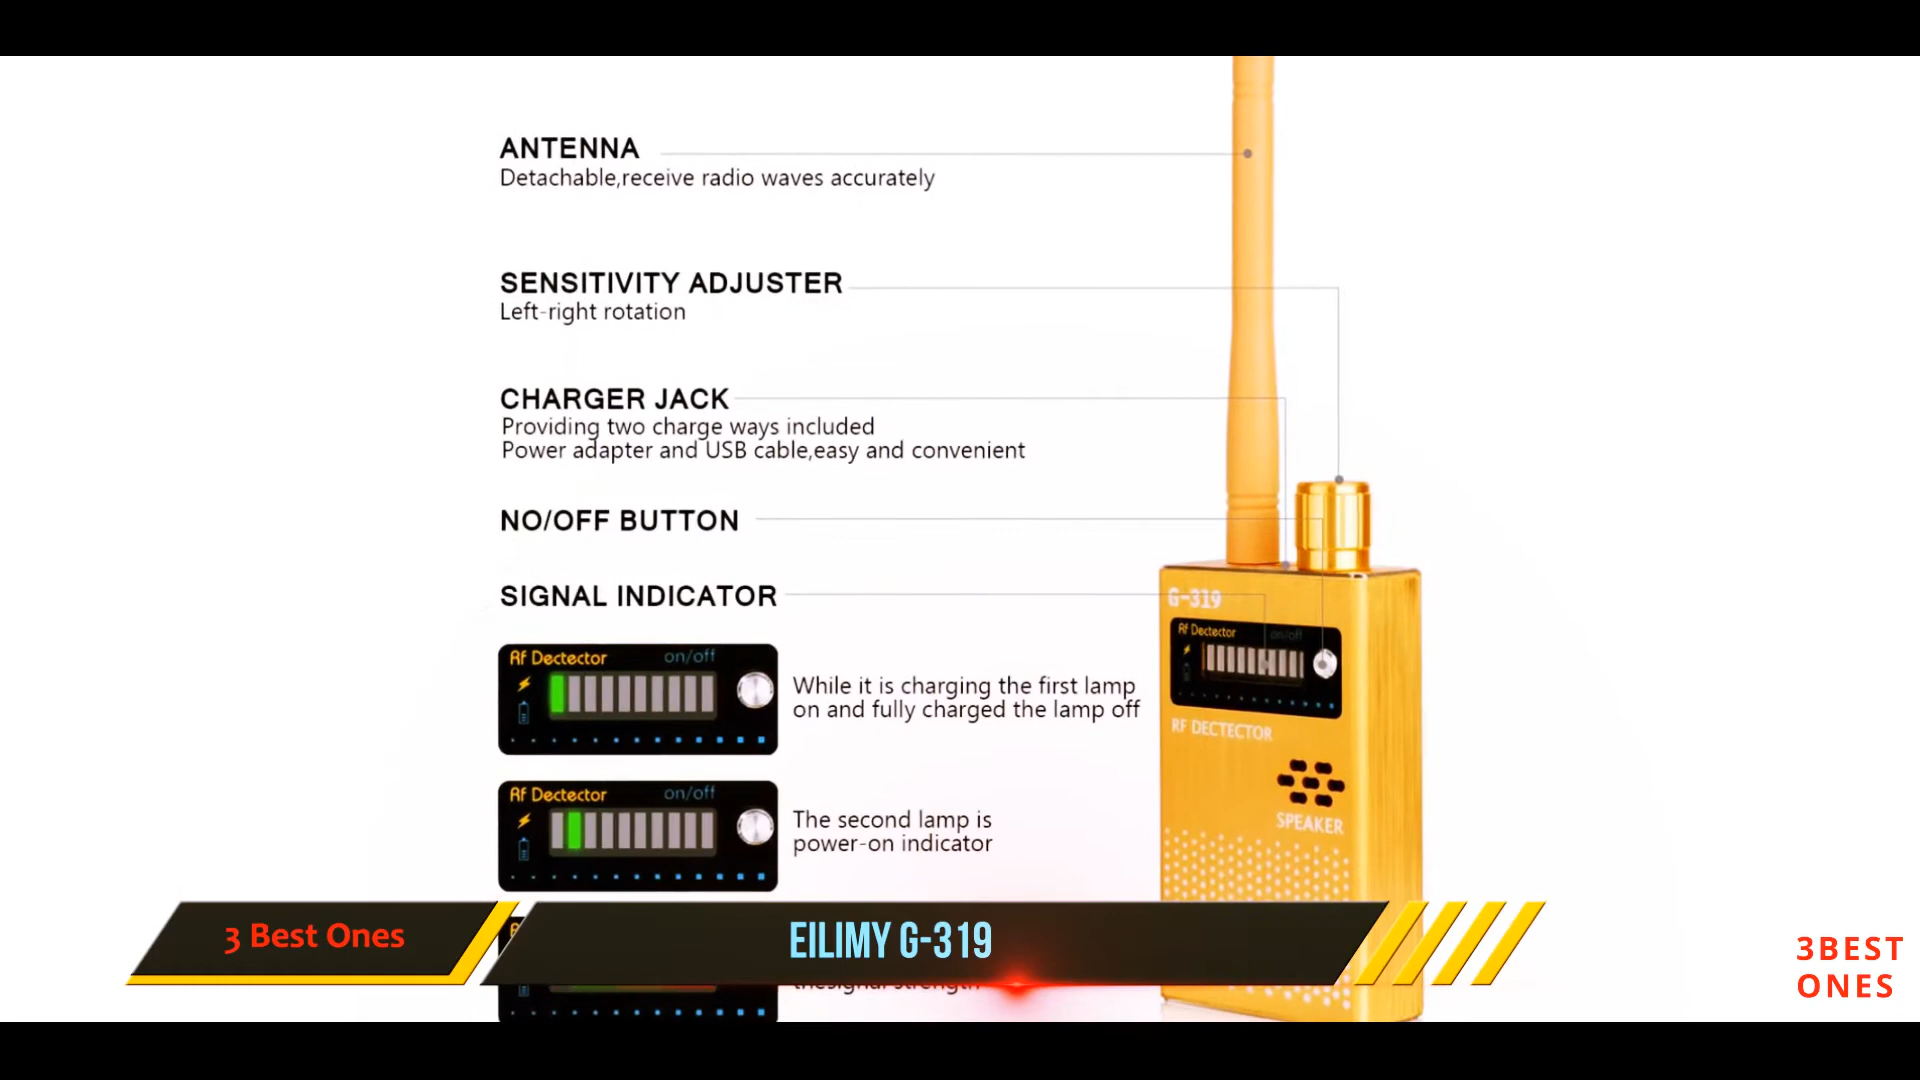 ANTENNA
Detachable,receive radio waves accurately
SENSITIVITY ADJUSTER
Left-right rotation
CHARGER JACK
Providing two charge ways included
Power adapter and USB cable,easy and convenient
NO/OFF BUTTON
SIGNAL INDICATOR
Rf Dectector on/off
While it is charging the first lamp
on and fully charged the lamp off
Rf Dectector on/off
The second lamp is
power-on indicator
G-319
Rf Dectector on/off
RF DECTECTOR
SPEAKER
3 Best Ones
EILIMY G-319
thesignal strength
3BEST
ONES